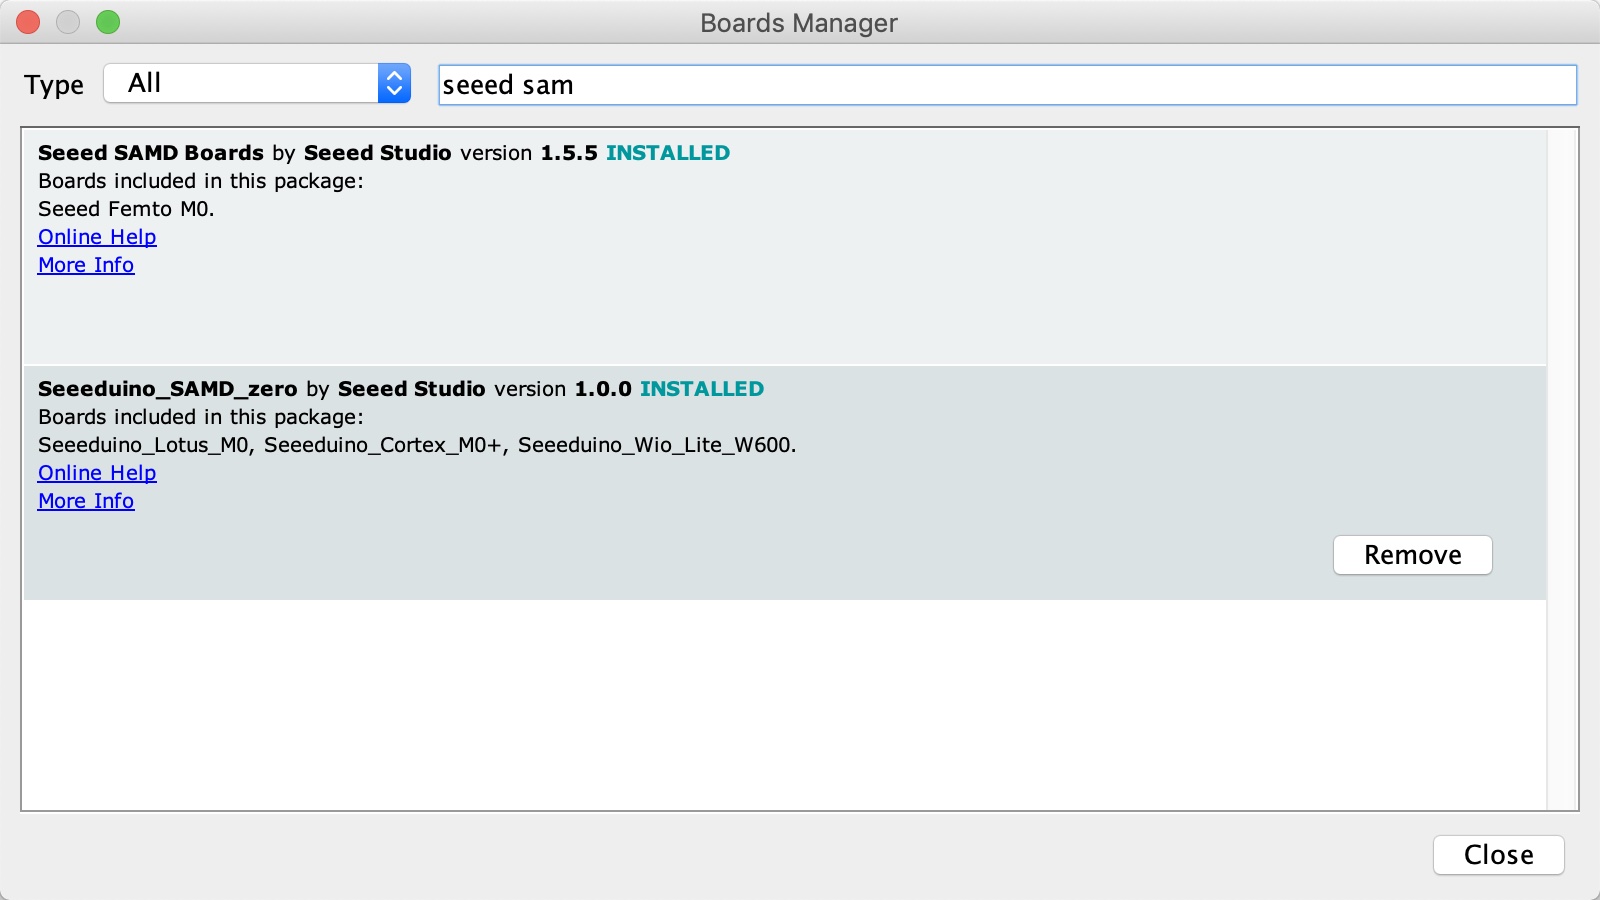 Boards Manager
Type All seeed sam
Seeed SAMD Boards by Seeed Studio version 1.5.5 INSTALLED
Boards included in this package:
Seeed Femto M0.
Online Help
More Info
Seeeduino_SAMD_zero by Seeed Studio version 1.0.0 INSTALLED
Boards included in this package:
Seeeduino_Lotus_M0, Seeeduino_Cortex_M0+, Seeeduino_Wio_Lite_W600.
Online Help
More Info
Remove
Close